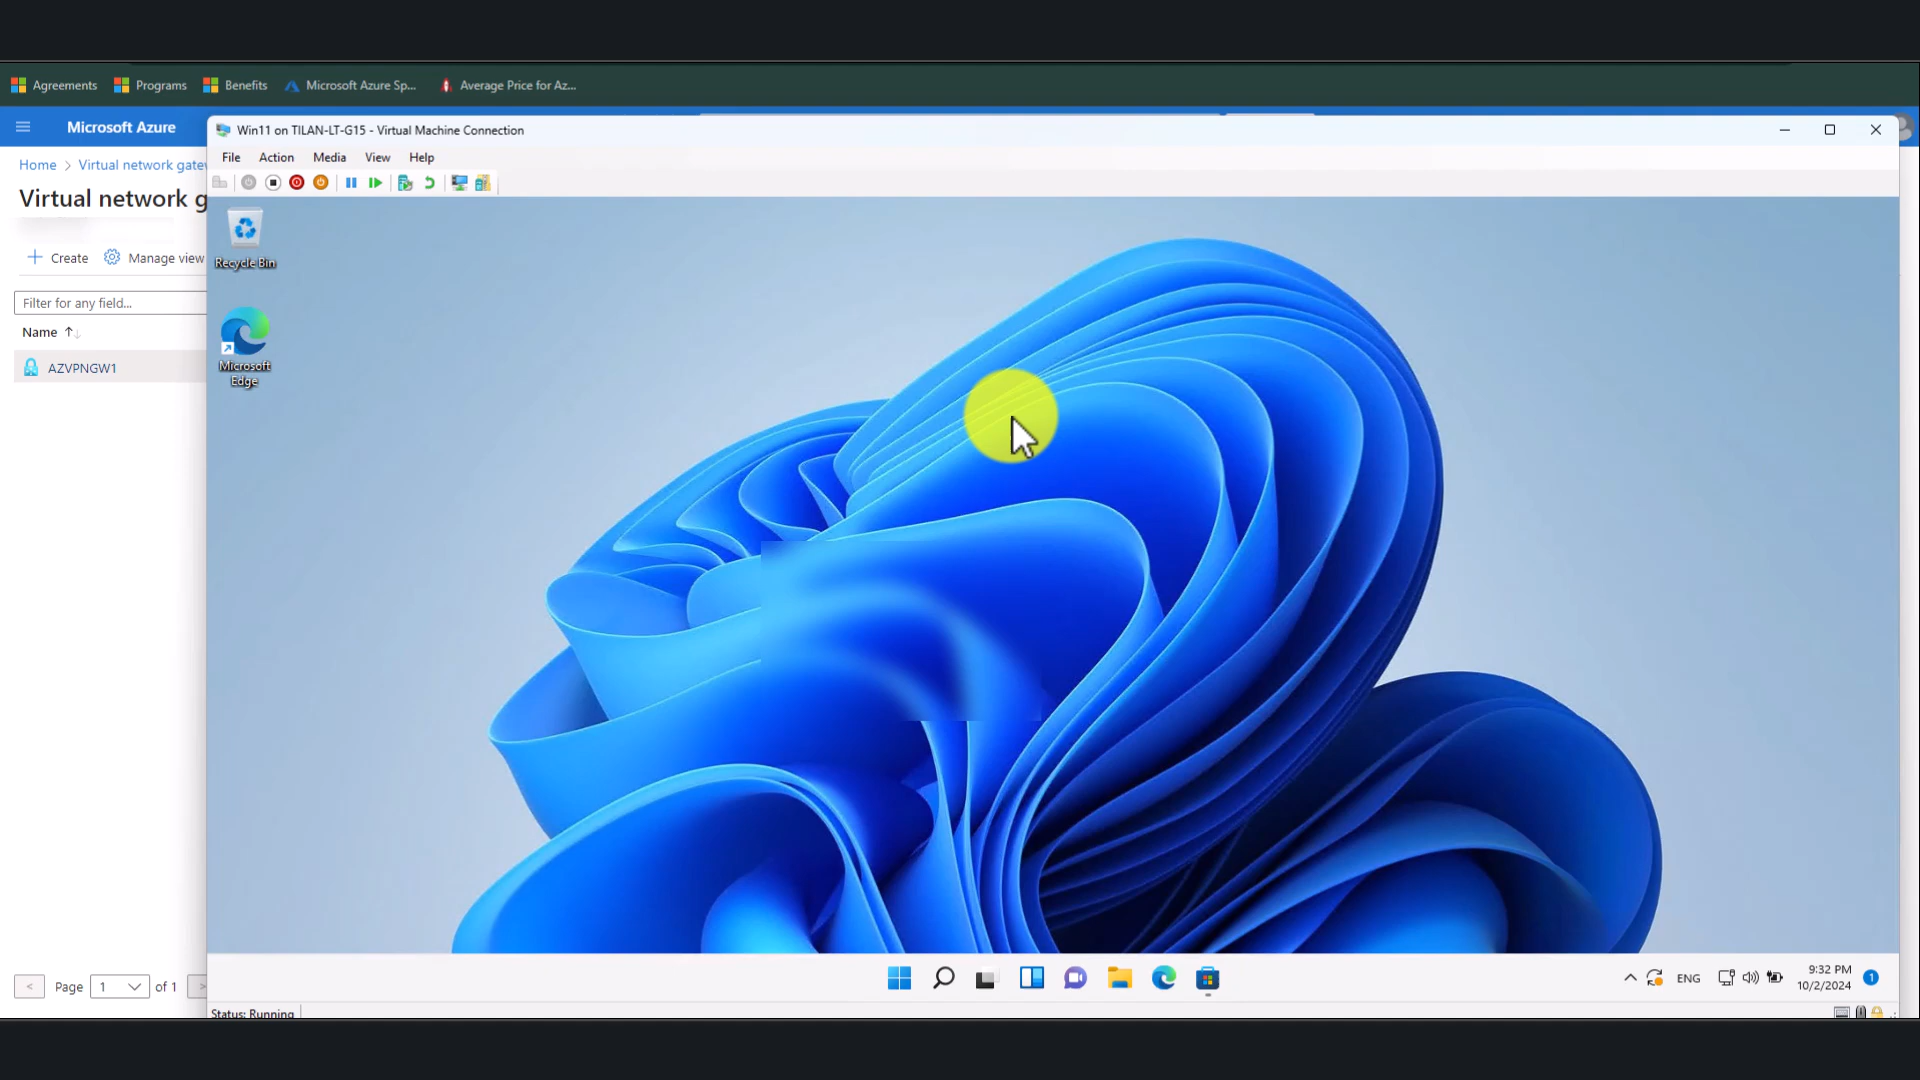 Agreements
Programs
Benefits
Microsoft Azure Sp...
Average Price for Az...
Microsoft Azure
Win11 on TILAN-LT-G15 - Virtual Machine Connection
File
Action
Media
View
Help
Home > Virtual network gatew
Virtual network g
+ Create
Manage view
Filter for any field...
Name
AZVPNGW1
Recycle Bin
Microsoft
Edge
< Page 1 of 1 >
ENG
9:32 PM
10/2/2024
1
Status: Running